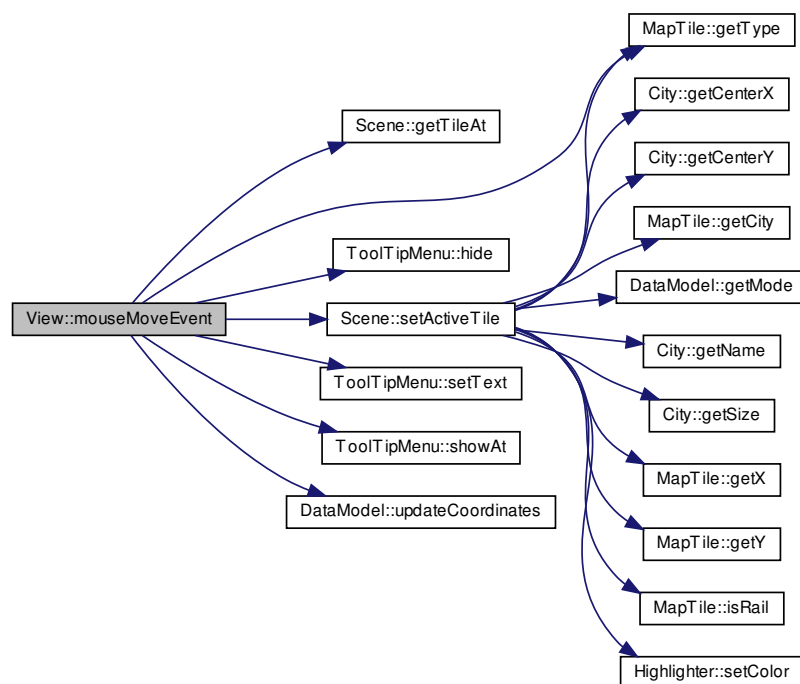 MapTile::getType
City::getCenterX
Scene::getTileAt
City::getCenterY
MapTile::getCity
ToolTipMenu::hide
DataModel::getMode
View::mouseMoveEvent
Scene::setActiveTile
City::getName
ToolTipMenu::setText
City::getSize
ToolTipMenu::showAt
MapTile::getX
DataModel::updateCoordinates
MapTile::getY
MapTile::isRail
Highlighter::setColor